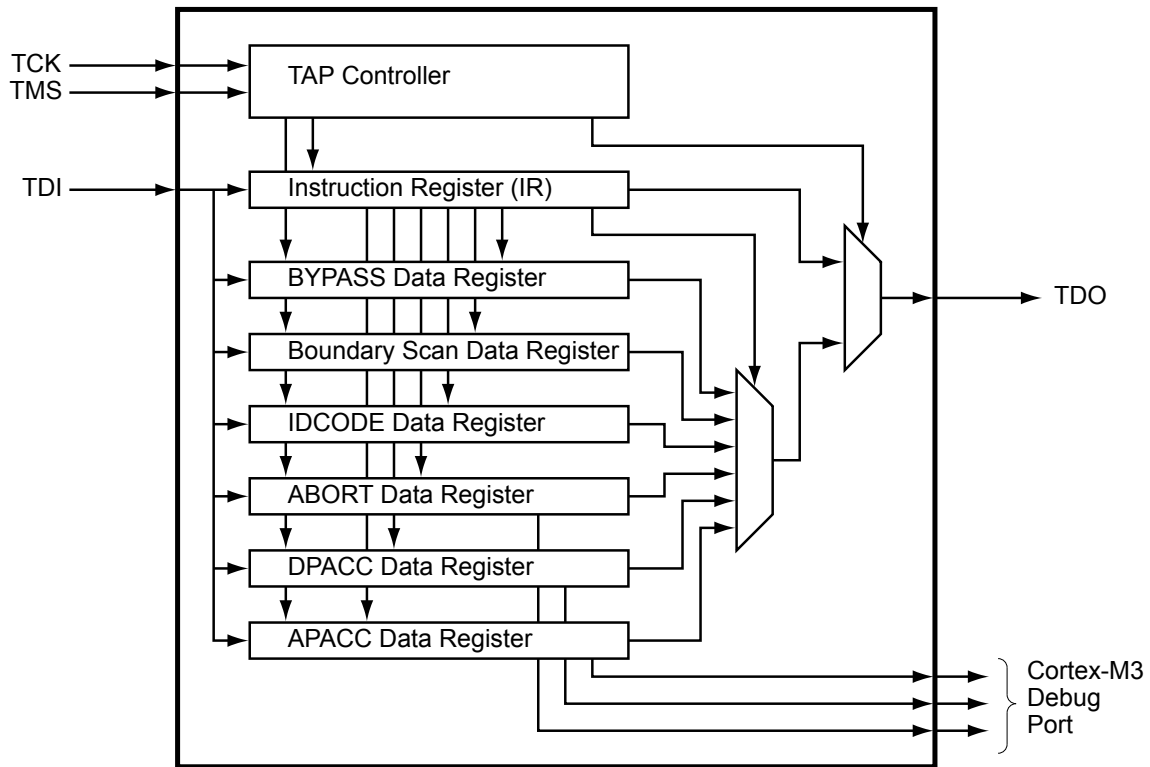 TCK
TMS
TAP Controller
TDI
Instruction Register (IR)
BYPASS Data Register
TDO
Boundary Scan Data Register
IDCODE Data Register
ABORT Data Register
DPACC Data Register
APACC Data Register
Cortex-M3
Debug
Port